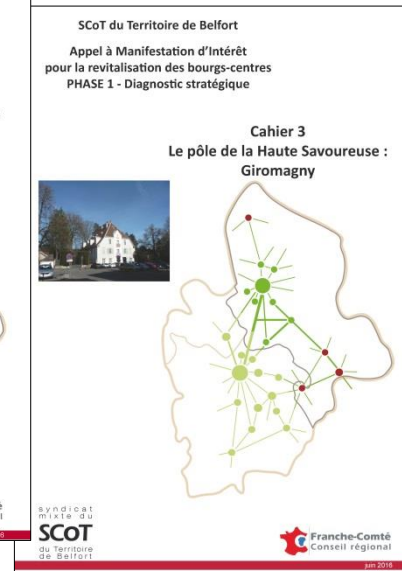 SCoT du Territoire de Belfort
Appel à Manifestation d'Intérêt
pour la revitalisation des bourgs-centres
PHASE 1 - Diagnostic stratégique
Cahier 3
Le pôle de la Haute Savoureuse :
Giromagny
syndicat
mixte du
SCOT
du Territoire
de Belfort
Franche-Comté
Conseil régional
juin 2016